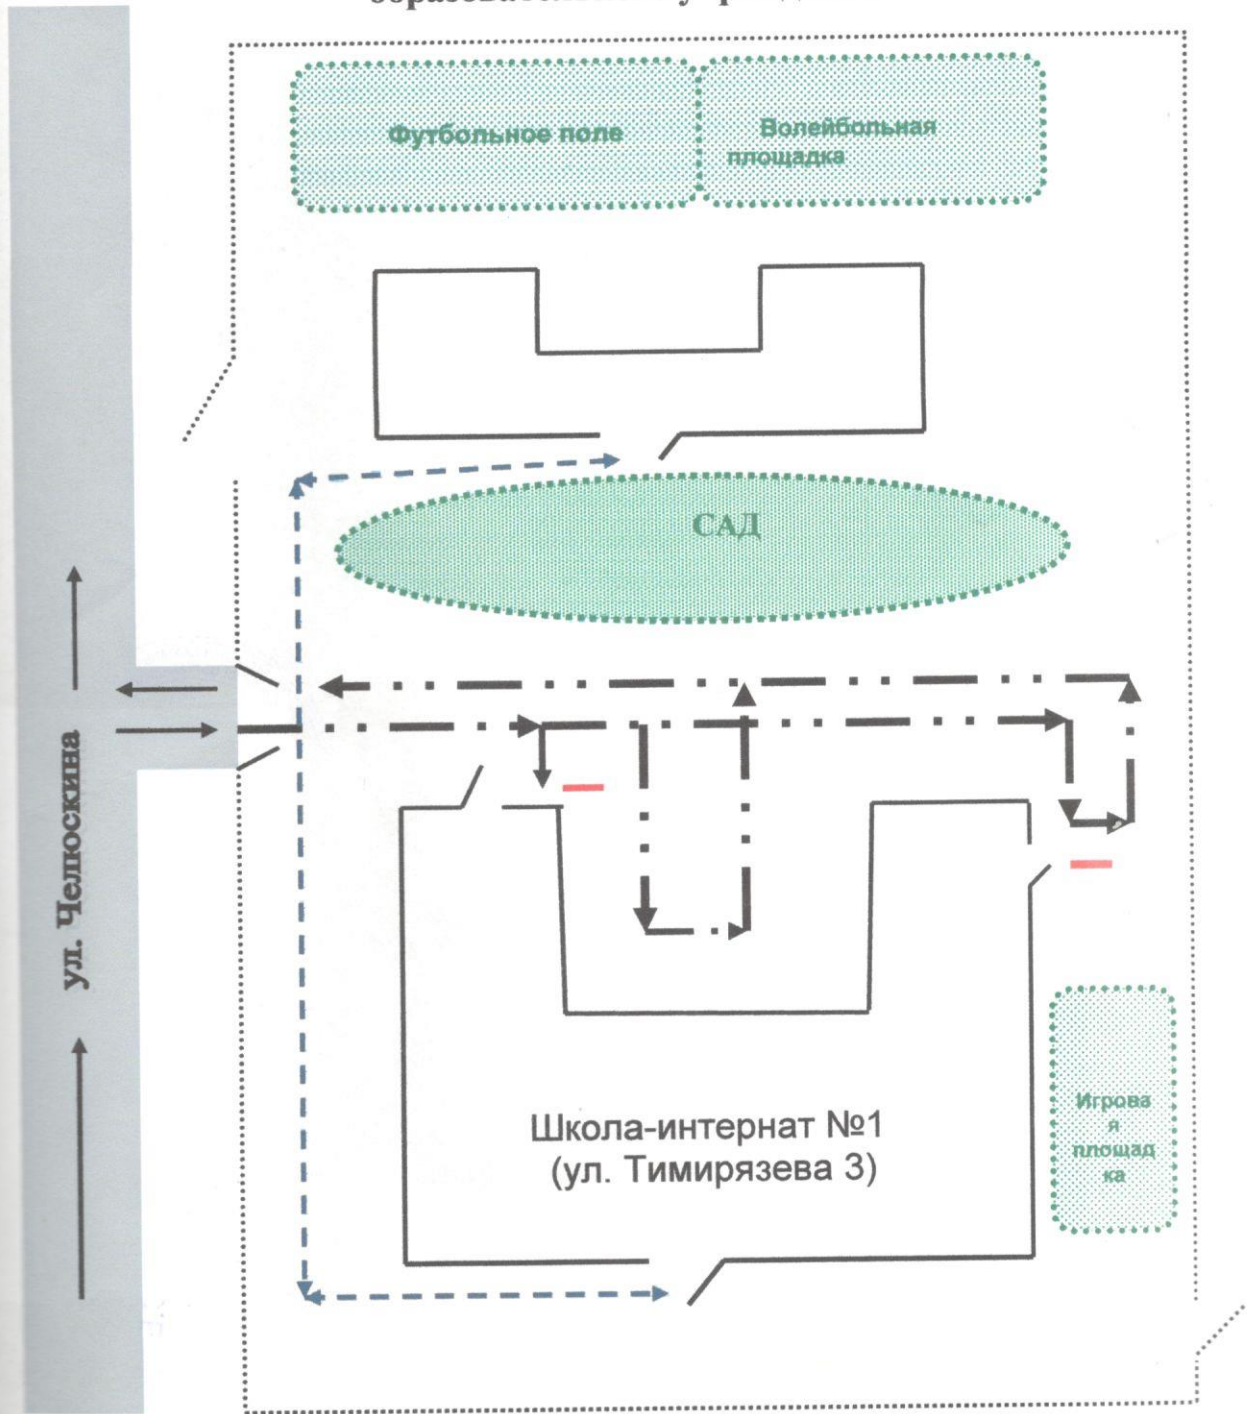 Футбольное поле
Волейбольная
площадка
САД
ул. Челюскина
Школа-интернат №1
(ул. Тимирязева 3)
Игрова
я
площад
ка